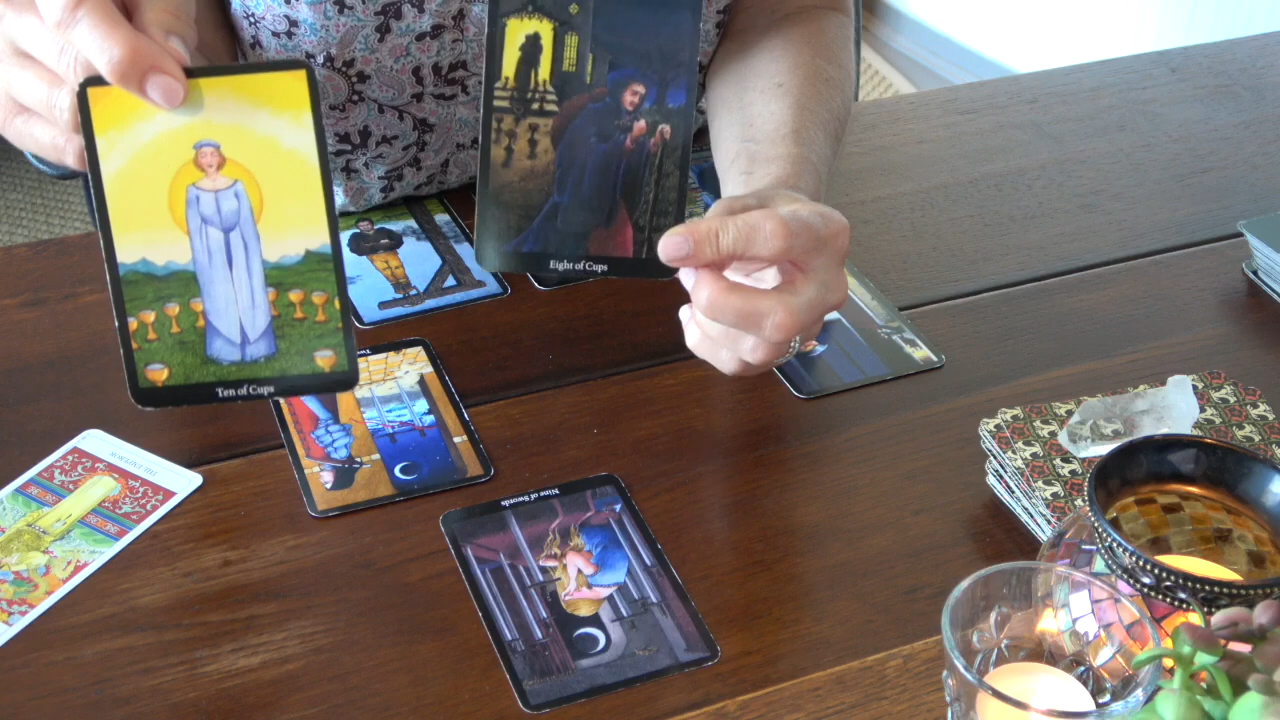 Ten of Cups
Eight of Cups
THE EMPEROR
Nine of Swords